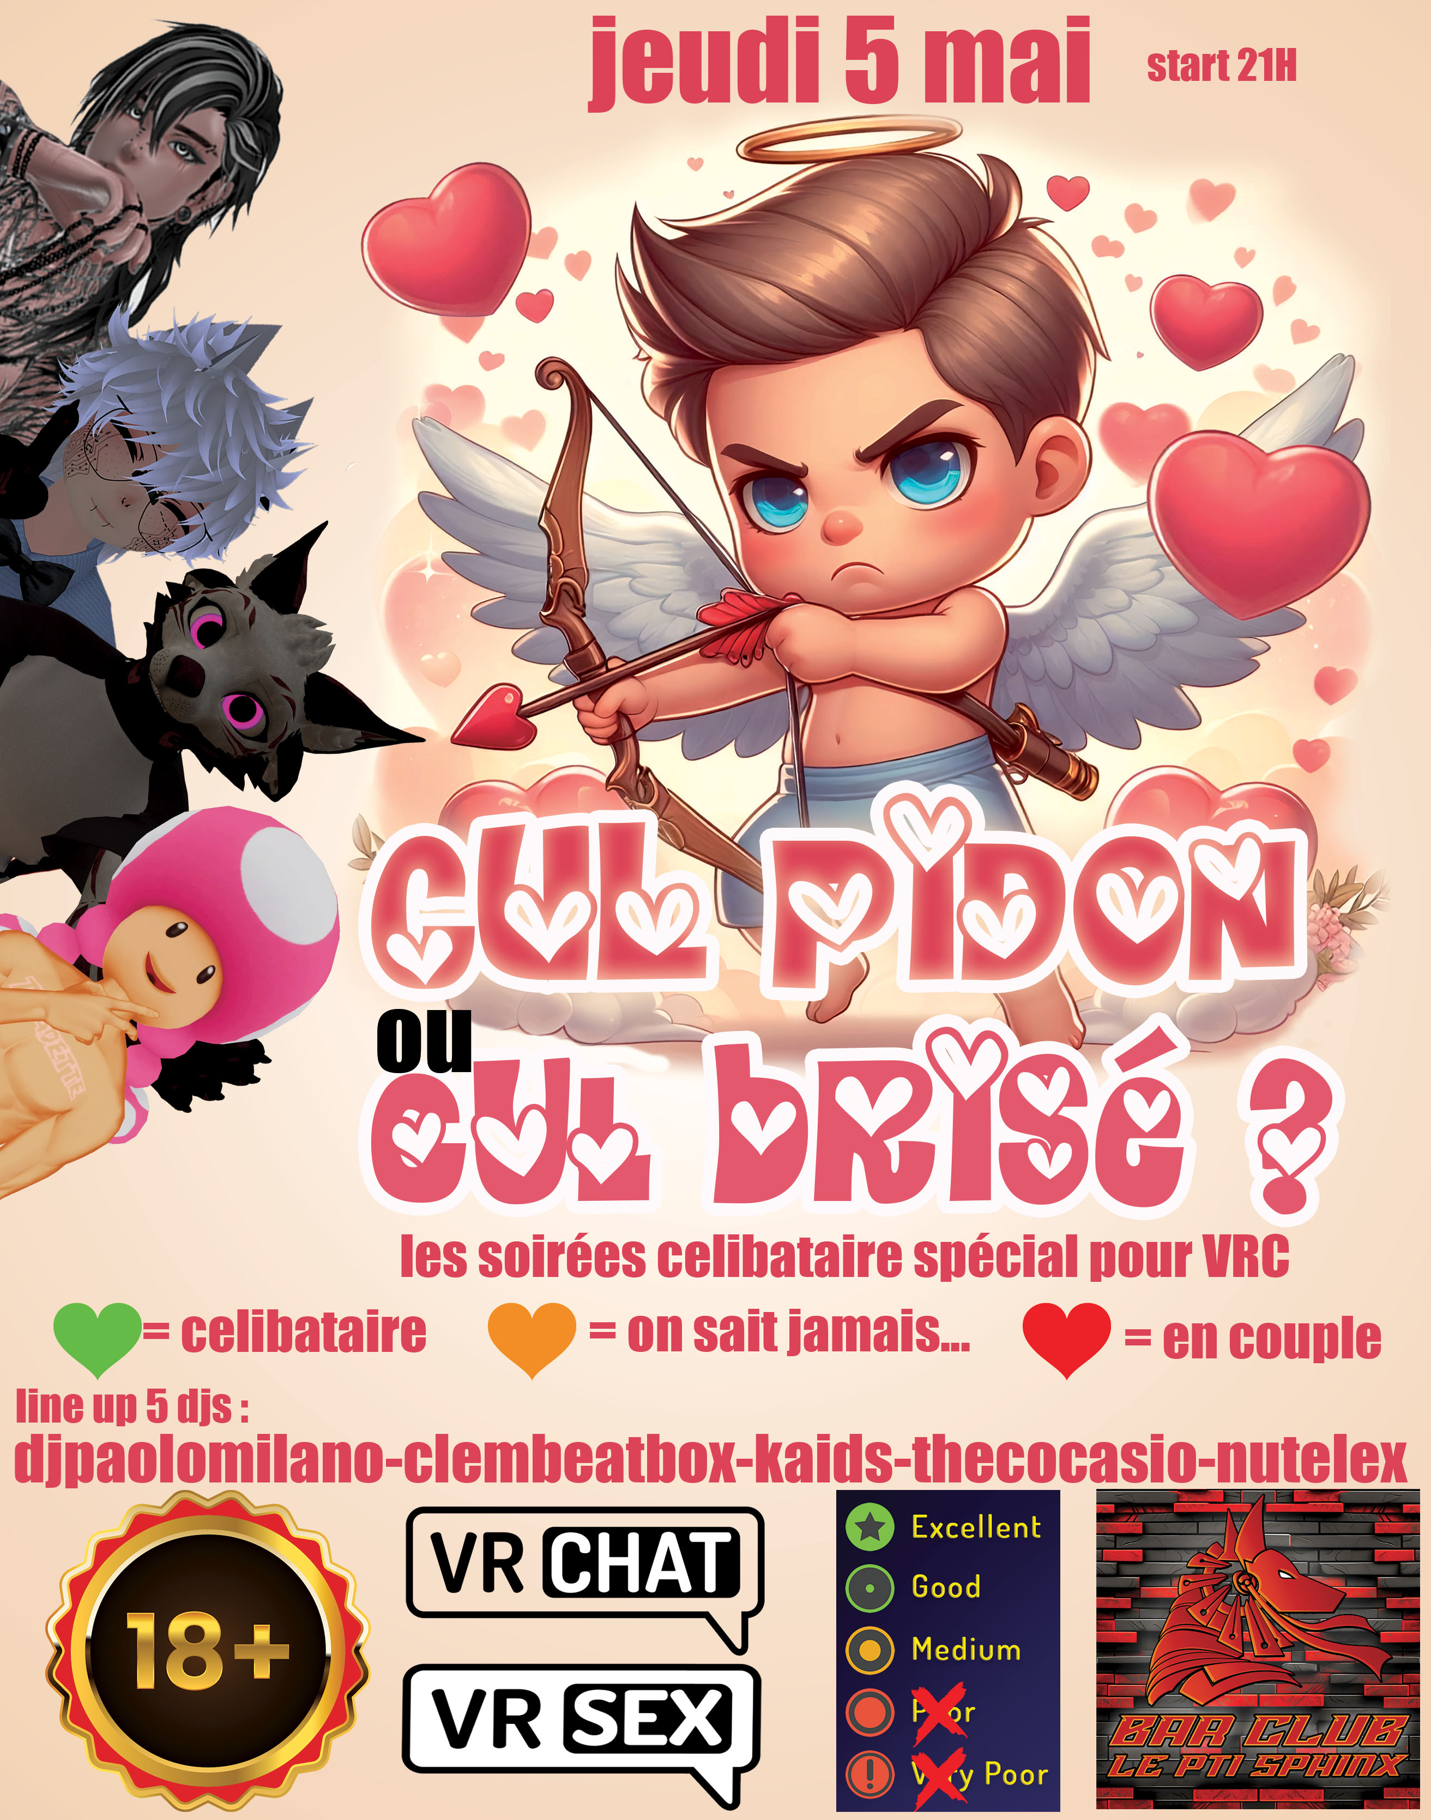 jeudi 5 mai
start 21H
CUL PIDON
ou
CUL bRISé ?
les soirées celibataire spécial pour VRC
= celibataire
= on sait jamais...
= en couple
line up 5 djs :
djpaolomilano-clembeatbox-kaids-thecocasio-nutelex
18+
VR CHAT
VR SEX
Excellent
Good
Medium
Poor
Very Poor
BAR CLUB
LE PTI SPHINX